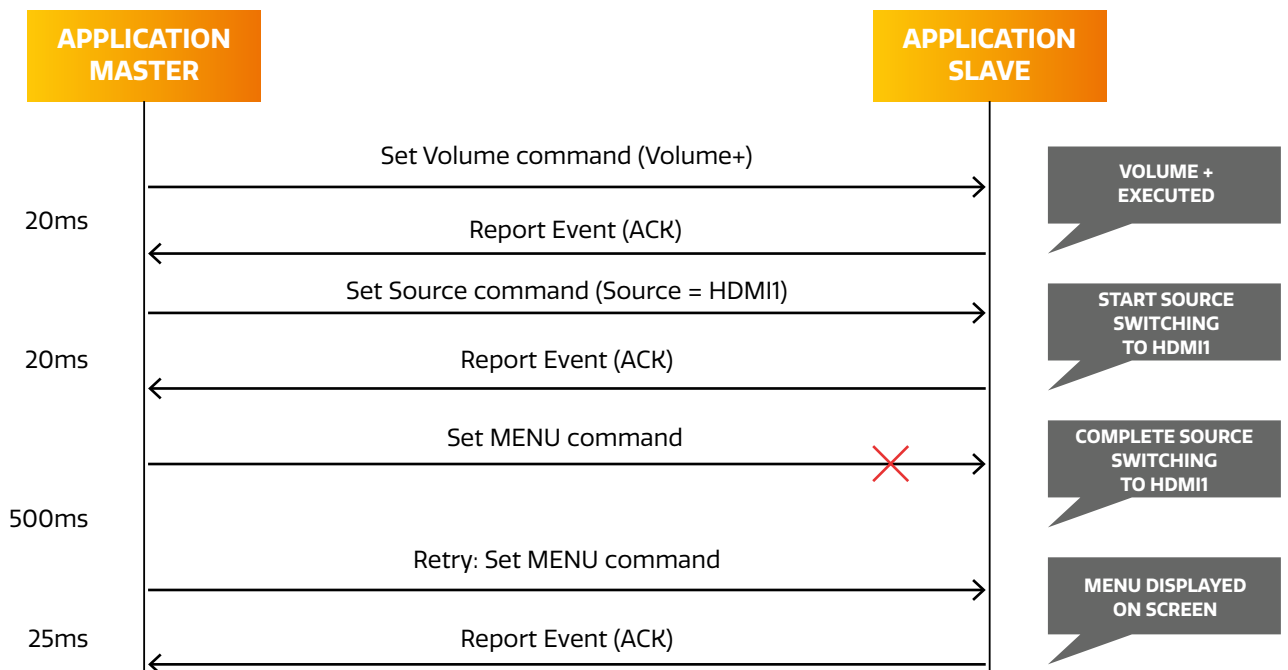 APPLICATION
MASTER
APPLICATION
SLAVE
Set Volume command (Volume+)
VOLUME +
EXECUTED
20ms
Report Event (ACK)
Set Source command (Source = HDMI1)
START SOURCE
SWITCHING
TO HDMI1
20ms
Report Event (ACK)
Set MENU command
COMPLETE SOURCE
SWITCHING
TO HDMI1
500ms
Retry: Set MENU command
MENU DISPLAYED
ON SCREEN
25ms
Report Event (ACK)